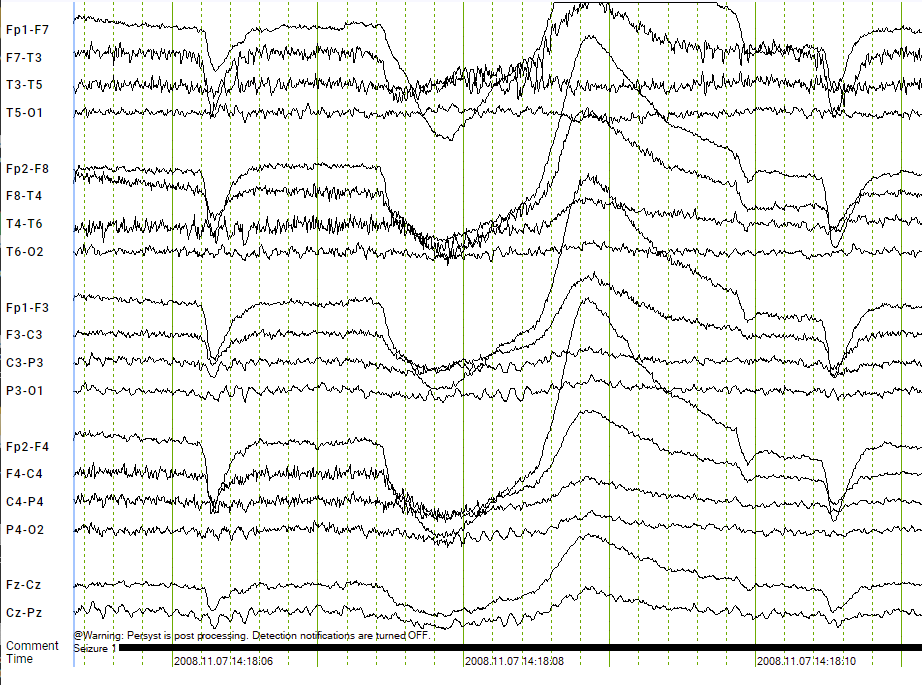 Fp1-F7
F7-T3
T3-T5
T5-O1
Fp2-F8
F8-T4
T4-T6
T6-O2
Fp1-F3
F3-C3
C3-P3
P3-O1
Fp2-F4
F4-C4
C4-P4
P4-O2
Fz-Cz
Cz-Pz
@Warning: Persyst is post processing. Detection notifications are turned OFF.
Comment
Seizure
Time
2008.11.07 14:18:06
2008.11.07 14:18:08
2008.11.07 14:18:10